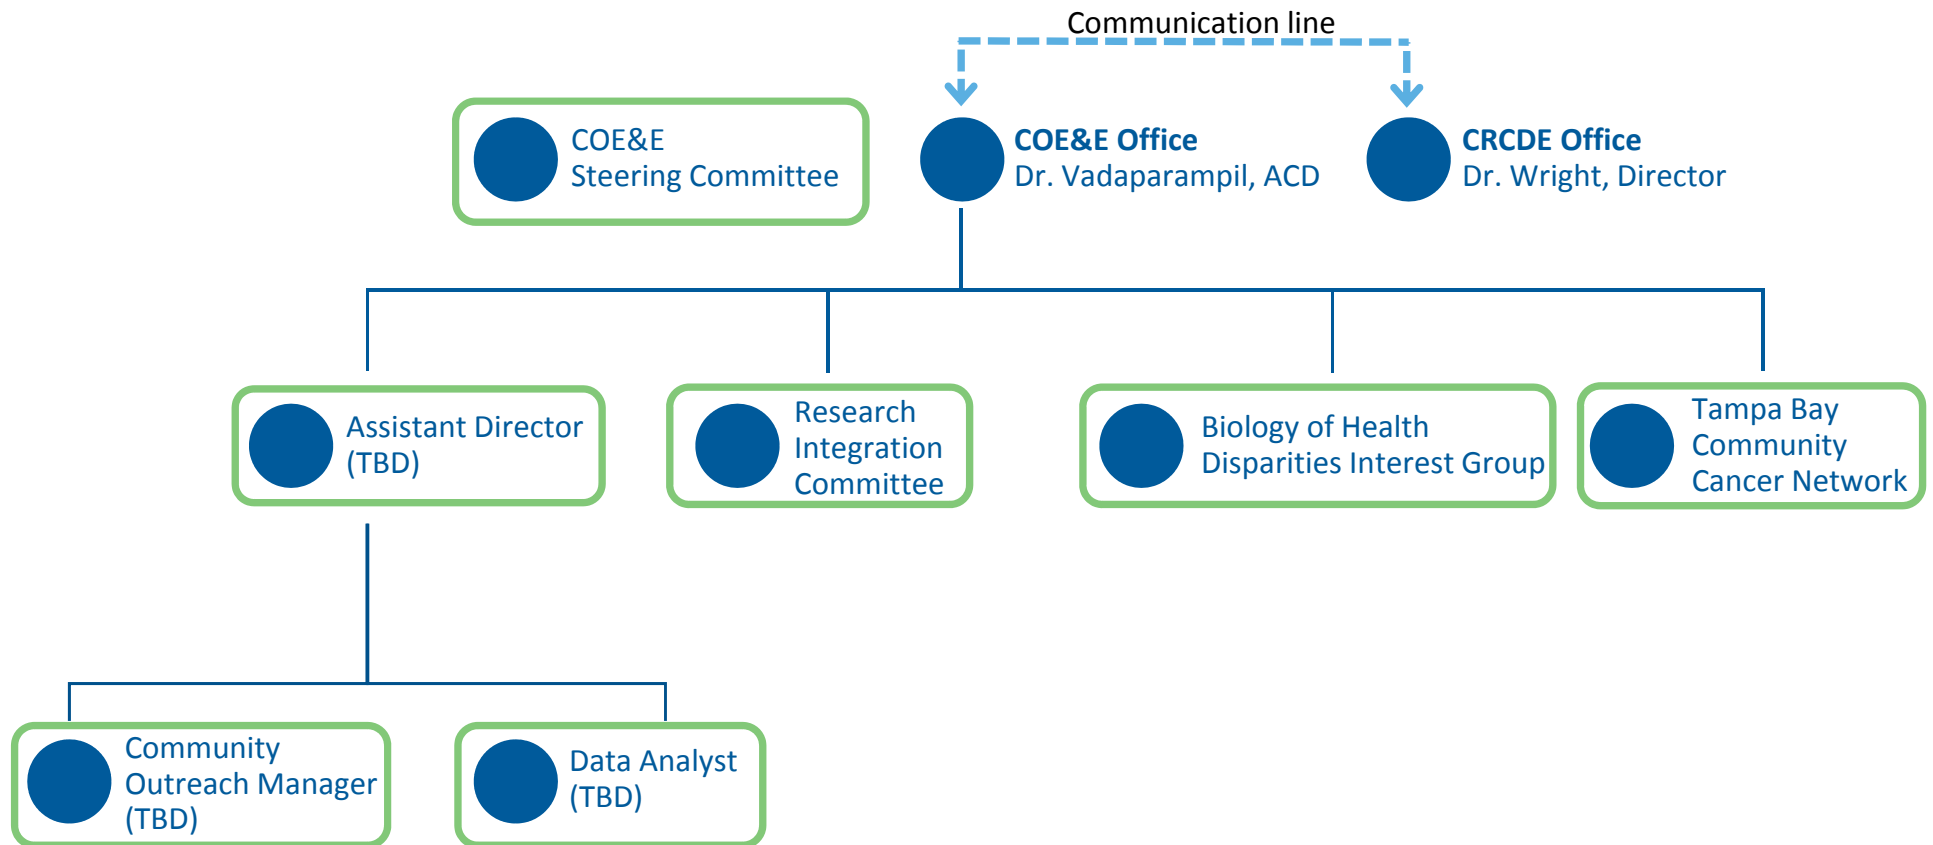 Communication line
COE&E
Steering Committee
COE&E Office
Dr. Vadaparampil, ACD
CRCDE Office
Dr. Wright, Director
Assistant Director
(TBD)
Research
Integration
Committee
Biology of Health
Disparities Interest Group
Tampa Bay
Community
Cancer Network
Community
Outreach Manager
(TBD)
Data Analyst
(TBD)